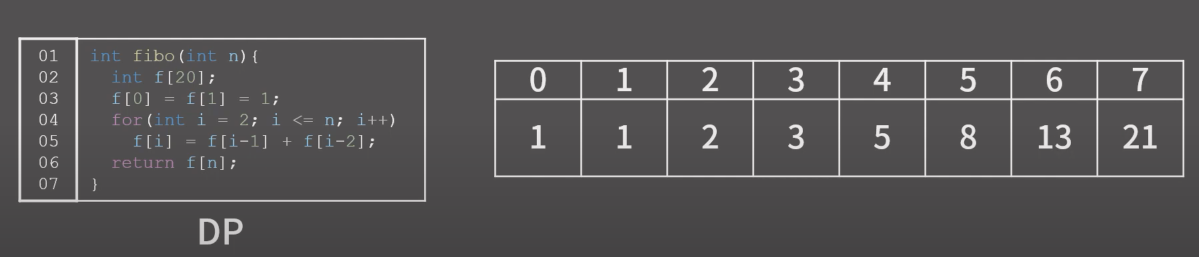 01 int fibo(int n){
02 int f[20];
03 f[0] = f[1] = 1;
04 for(int i = 2; i <= n; i++)
05 f[i] = f[i-1] + f[i-2];
06 return f[n];
07 }
DP
0 1 2 3 4 5 6 7
1 1 2 3 5 8 13 21